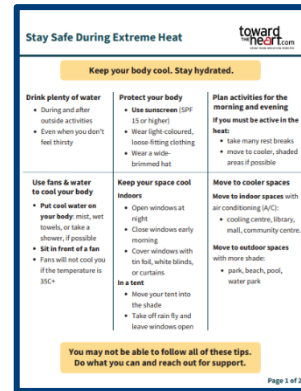 Stay Safe During Extreme Heat
toward
THE heart.com
Keep your body cool. Stay hydrated.
Drink plenty of water
• During and after
outside activities
• Even when you don't
feel thirsty
Protect your body
• Use sunscreen (SPF
15 or higher)
• Wear light-coloured,
loose-fitting clothing
• Wear a wide-
brimmed hat
Plan activities for the
morning and evening
If you must be active in the
heat:
• take many rest breaks
• move to cooler, shaded
areas if possible
Use fans & water
to cool your body
• Put cool water on
your body: mist, wet
towels, or take a
shower, if possible
• Sit in front of a fan
• Fans will not cool you
if the temperature is
35C+
Keep your space cool
Indoors
• Open windows at
night
• Close windows early
morning
• Cover windows with
tin foil, white blinds,
or curtains
In a tent
• Move your tent into
the shade
• Take off rain fly and
leave windows open
Move to cooler spaces
Move to indoor spaces with
air conditioning (A/C):
• cooling centre, library,
mall, community centre.
Move to outdoor spaces
with more shade:
• park, beach, pool,
water park
You may not be able to follow all of these tips.
Do what you can and reach out for support.
Page 1 of 2